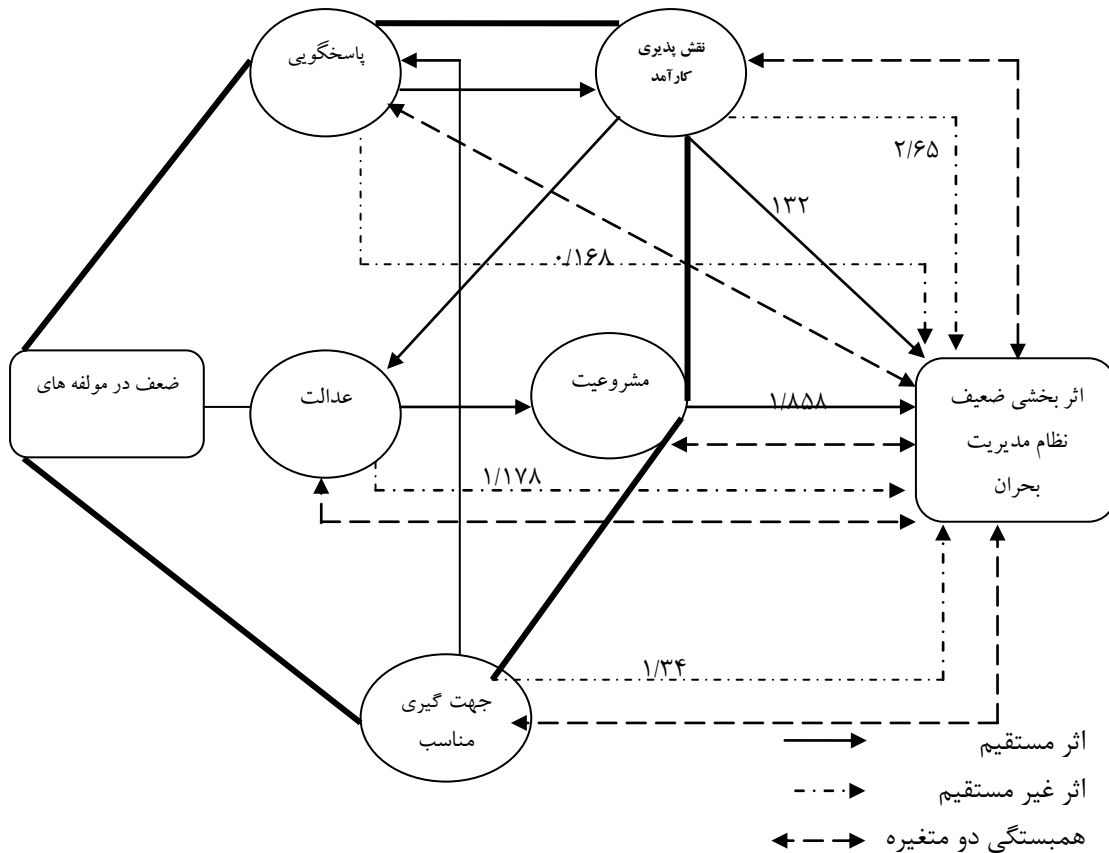 پاسخگویی
نقش پذیری
کارآمد
۲/۶۵
۱۳۲
۰/۱۶۸
ضعف در مولفه های
عدالت
مشروعیت
۱/۸۵۸
اثر بخشی ضعیف
نظام مدیریت
بحران
۱/۱۷۸
۱/۳۴
جهت گیری
مناسب
اثر مستقیم
اثر غیر مستقیم
همبستگی دو متغیره